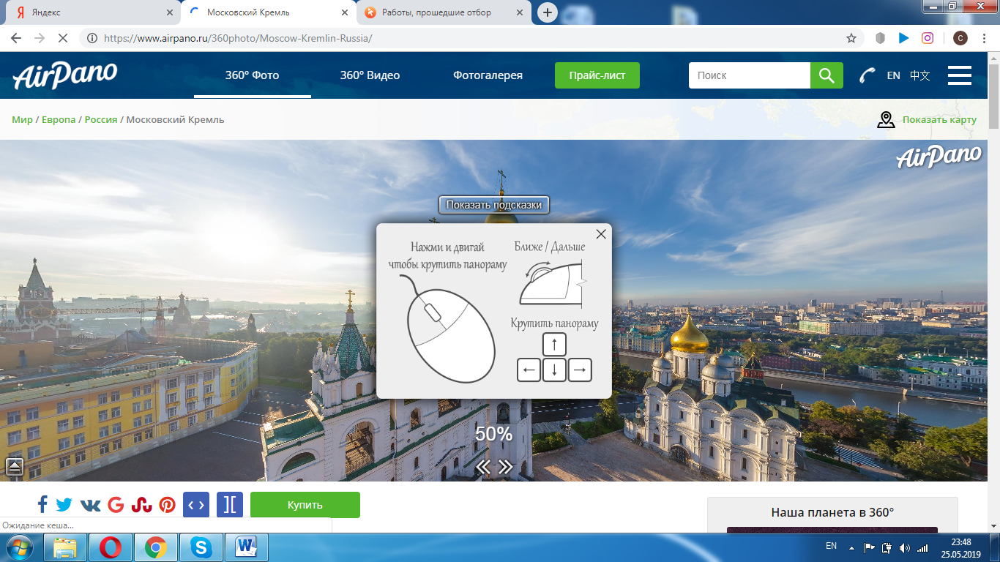 Яндекс
Московский Кремль
Работы, прошедшие отбор
https://www.airpano.ru/360photo/Moscow-Kremlin-Russia/
C
AirPano
360° Фото
360° Видео
Фотогалерея
Прайс-лист
Поиск
EN
中文
Мир / Европа / Россия / Московский Кремль
Показать карту
AirPano
Показать подсказки
Нажми и двигай
чтобы крутить панораму
Ближе / Дальше
Крутить панораму
50%
Купить
Наша планета в 360°
Ожидание кеша...
EN
23:48
25.05.2019